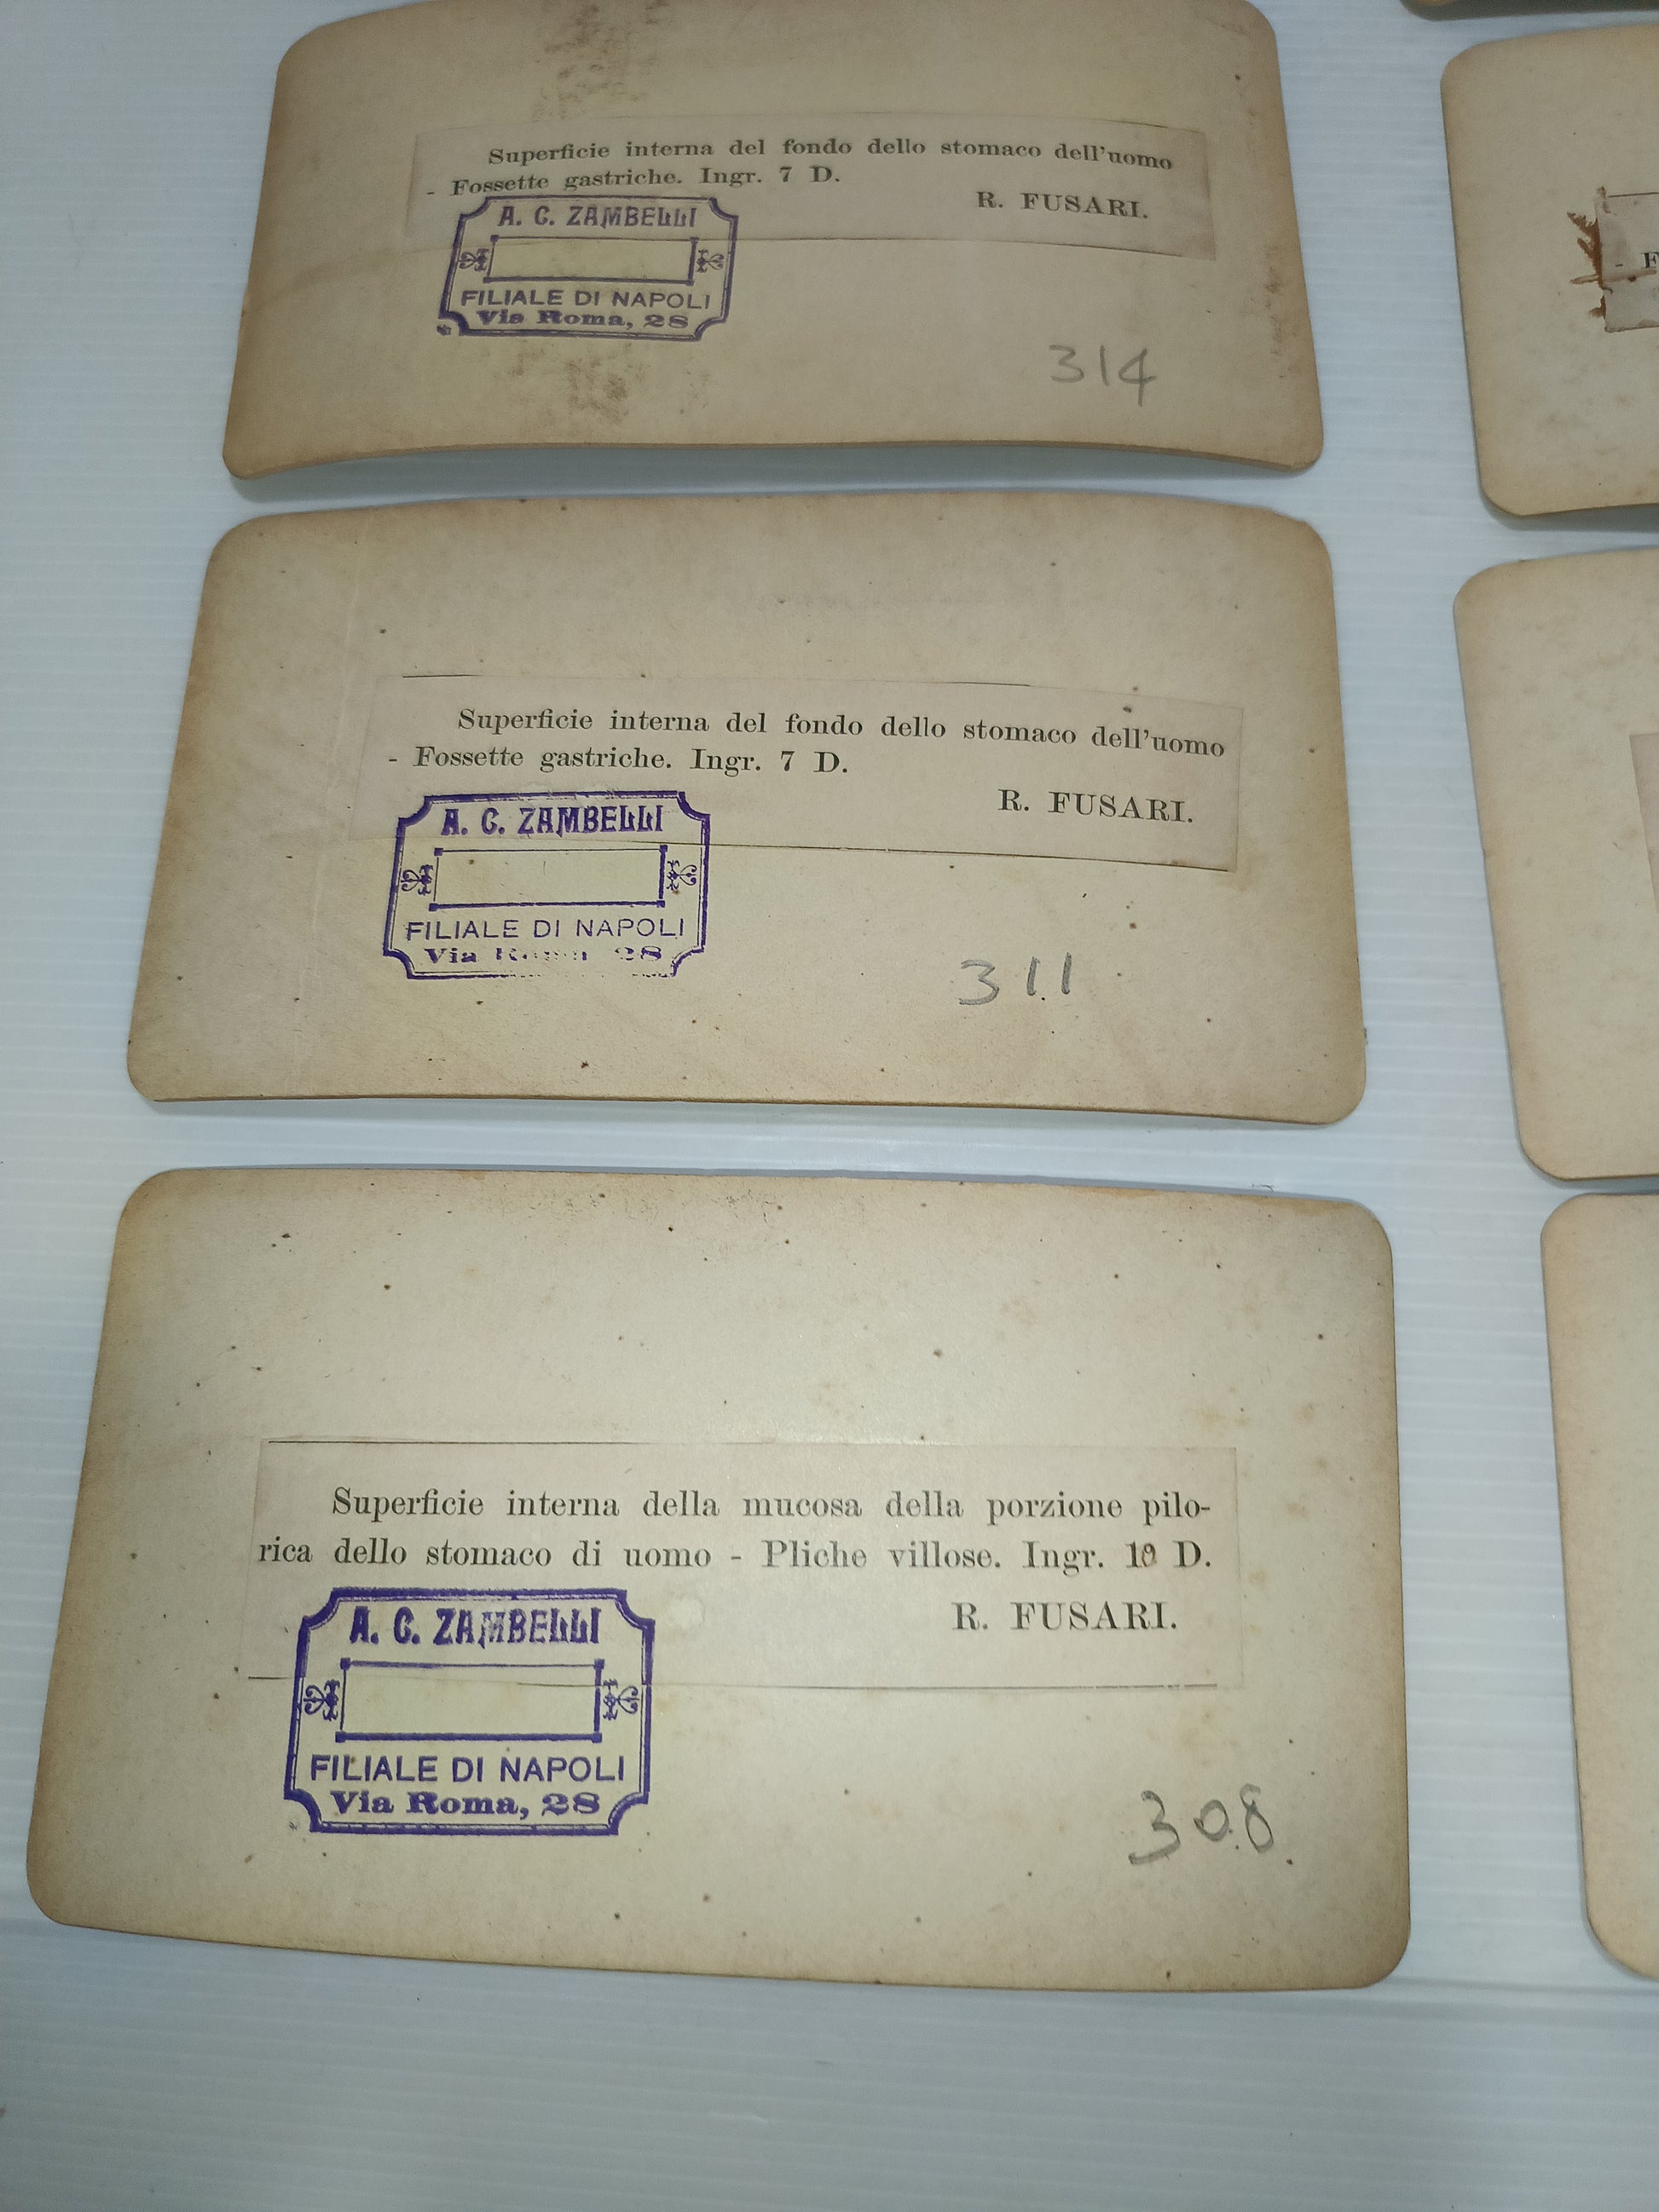 Superficie interna del fondo dello stomaco dell'uomo
- Fossette gastriche. Ingr. 7 D.
R. FUSARI.
A. C. ZAMBELLI
FILIALE DI NAPOLI
Via Roma, 28
314
Superficie interna del fondo dello stomaco dell'uomo
- Fossette gastriche. Ingr. 7 D.
R. FUSARI.
A. C. ZAMBELLI
FILIALE DI NAPOLI
Via Roma 28
311
Superficie interna della mucosa della porzione pilo-
rica dello stomaco di uomo - Pliche villose. Ingr. 10 D.
R. FUSARI.
A. C. ZAMBELLI
FILIALE DI NAPOLI
Via Roma, 28
308
- F